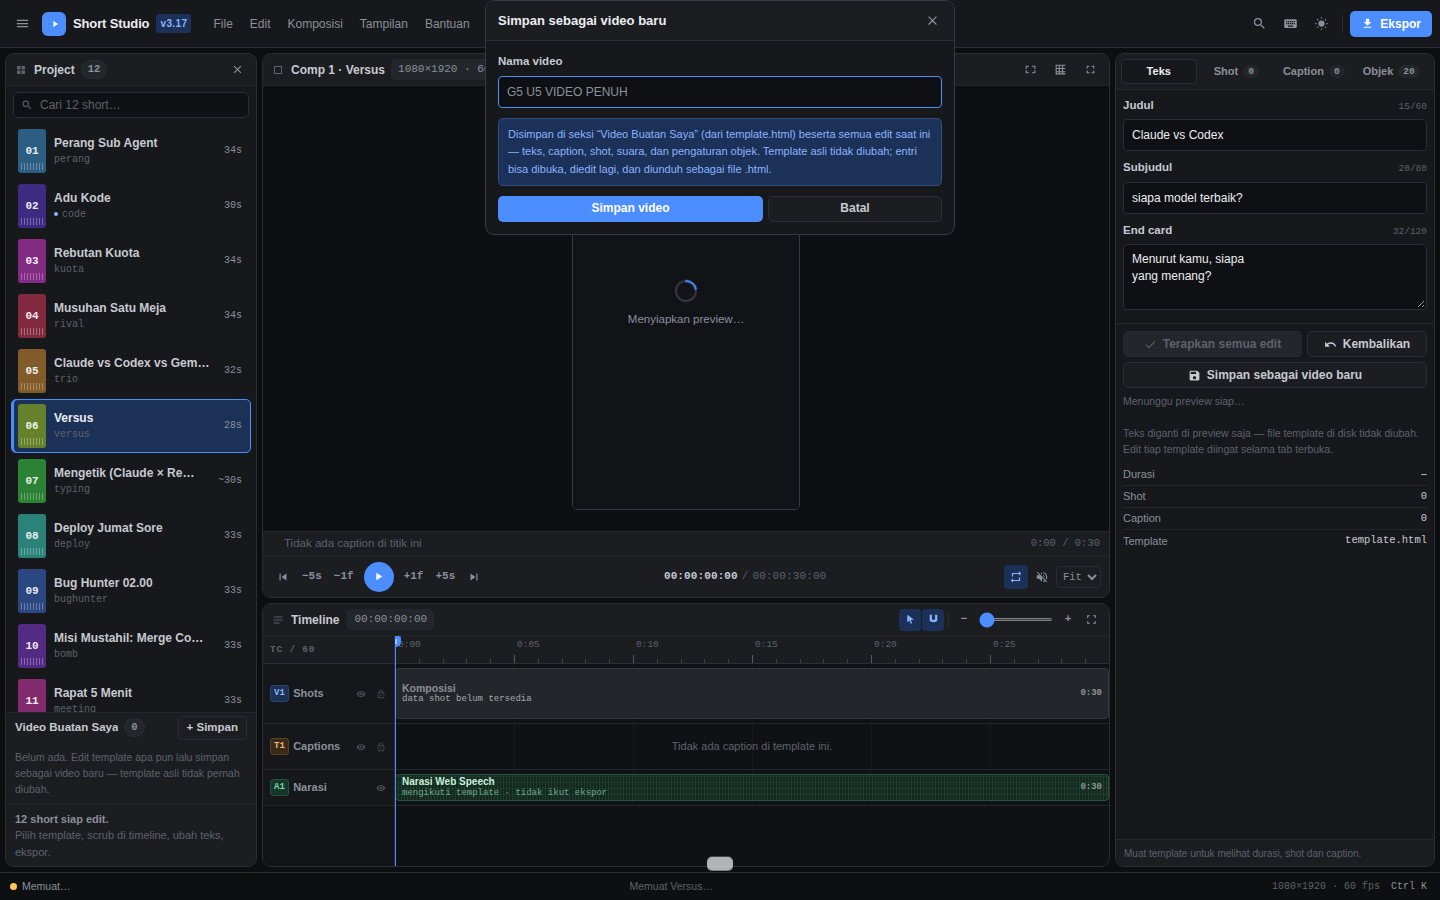 Short Studio v3.17 File Edit Komposisi Tampilan Bantuan
Ekspor
Simpan sebagai video baru
Nama video
G5 U5 VIDEO PENUH
Disimpan di seksi “Video Buatan Saya” (dari template.html) beserta semua edit saat ini
— teks, caption, shot, suara, dan pengaturan objek. Template asli tidak diubah; entri
bisa dibuka, diedit lagi, dan diunduh sebagai file .html.
Simpan video Batal
Project 12
Cari 12 short…
01 Perang Sub Agent 34s
perang
02 Adu Kode 30s
code
03 Rebutan Kuota 34s
kuota
04 Musuhan Satu Meja 34s
rival
05 Claude vs Codex vs Gem… 32s
trio
06 Versus 28s
versus
07 Mengetik (Claude × Re… ~30s
typing
08 Deploy Jumat Sore 33s
deploy
09 Bug Hunter 02.00 33s
bughunter
10 Misi Mustahil: Merge Co… 33s
bomb
11 Rapat 5 Menit 33s
meeting
Video Buatan Saya 0 + Simpan
Belum ada. Edit template apa pun lalu simpan
sebagai video baru — template asli tidak pernah
diubah.
12 short siap edit.
Pilih template, scrub di timeline, ubah teks,
ekspor.
Comp 1 · Versus 1080×1920 · 60
Menyiapkan preview…
Tidak ada caption di titik ini 0:00 / 0:30
−5s −1f +1f +5s 00:00:00:00 / 00:00:30:00 Fit
Timeline 00:00:00:00 − +
TC / 60 0:00 0:05 0:10 0:15 0:20 0:25
V1 Shots Komposisi 0:30
data shot belum tersedia
T1 Captions Tidak ada caption di template ini.
A1 Narasi Narasi Web Speech 0:30
mengikuti template · tidak ikut ekspor
Teks Shot 0 Caption 0 Objek 20
Judul 15/60
Claude vs Codex
Subjudul 20/80
siapa model terbaik?
End card 32/120
Menurut kamu, siapa
yang menang?
Terapkan semua edit Kembalikan
Simpan sebagai video baru
Menunggu preview siap…
Teks diganti di preview saja — file template di disk tidak diubah.
Edit tiap template diingat selama tab terbuka.
Durasi –
Shot 0
Caption 0
Template template.html
Muat template untuk melihat durasi, shot dan caption.
Memuat… Memuat Versus… 1080×1920 · 60 fps Ctrl K